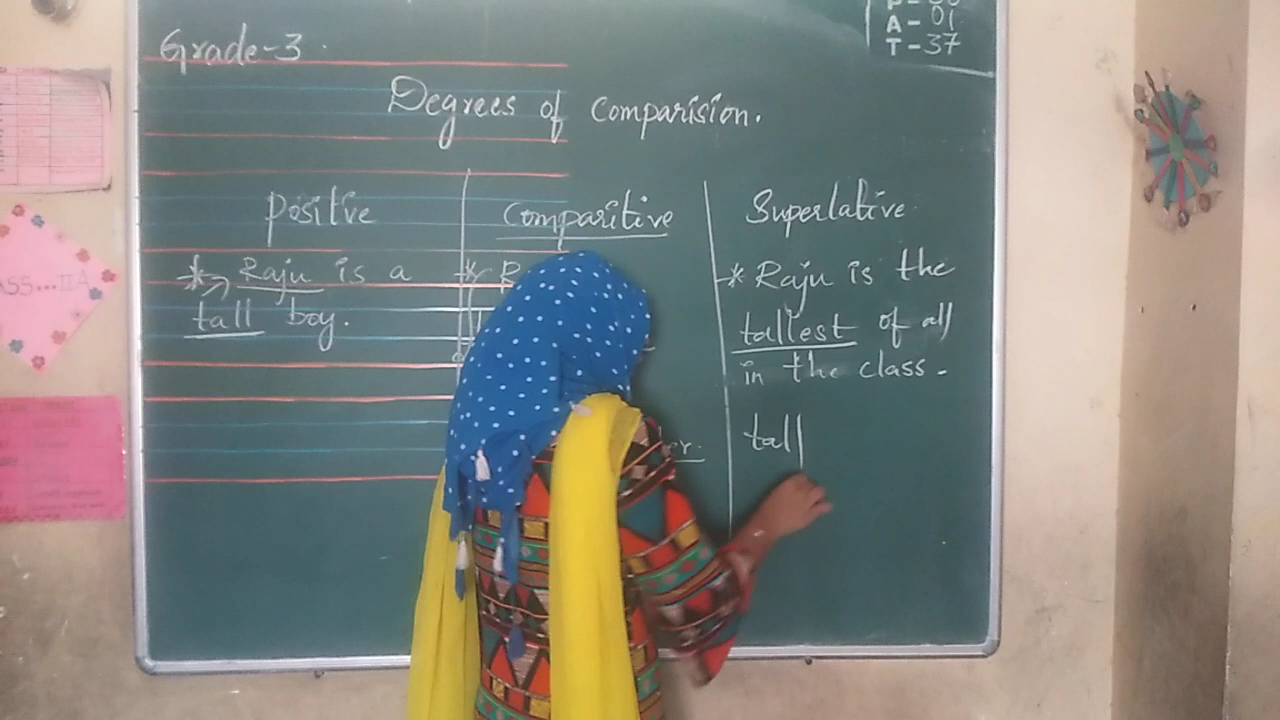 A - 01
T - 37
Grade-3.
Degrees of Comparision.
Positive
* Raju is a
tall boy.
Comparitive
* R
er.
Superlative
* Raju is the
tallest of all
in the class.
tall